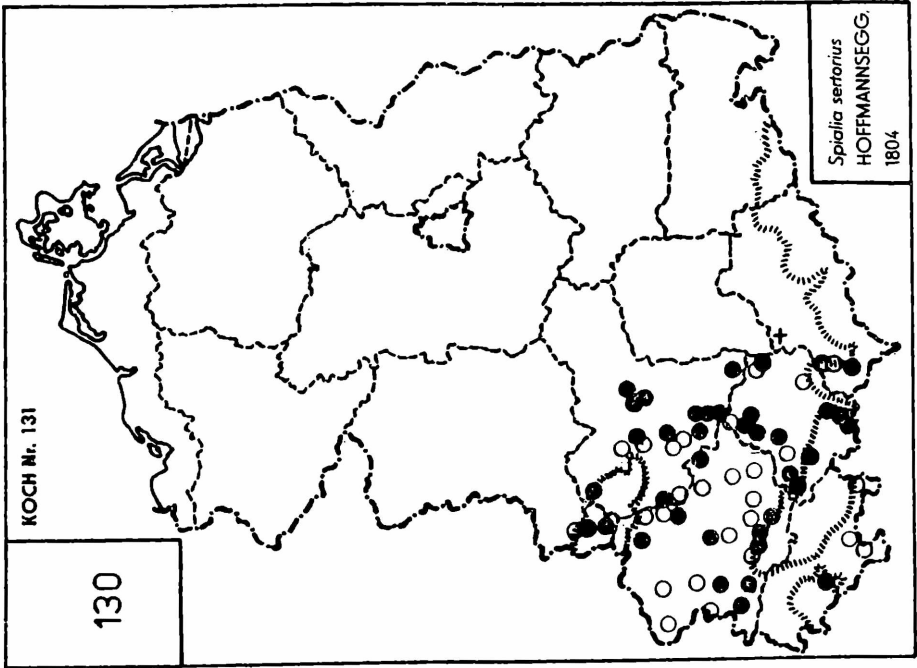 130
KOCH Nr. 131
Spialia sertorius
HOFFMANNSEGG,
1804